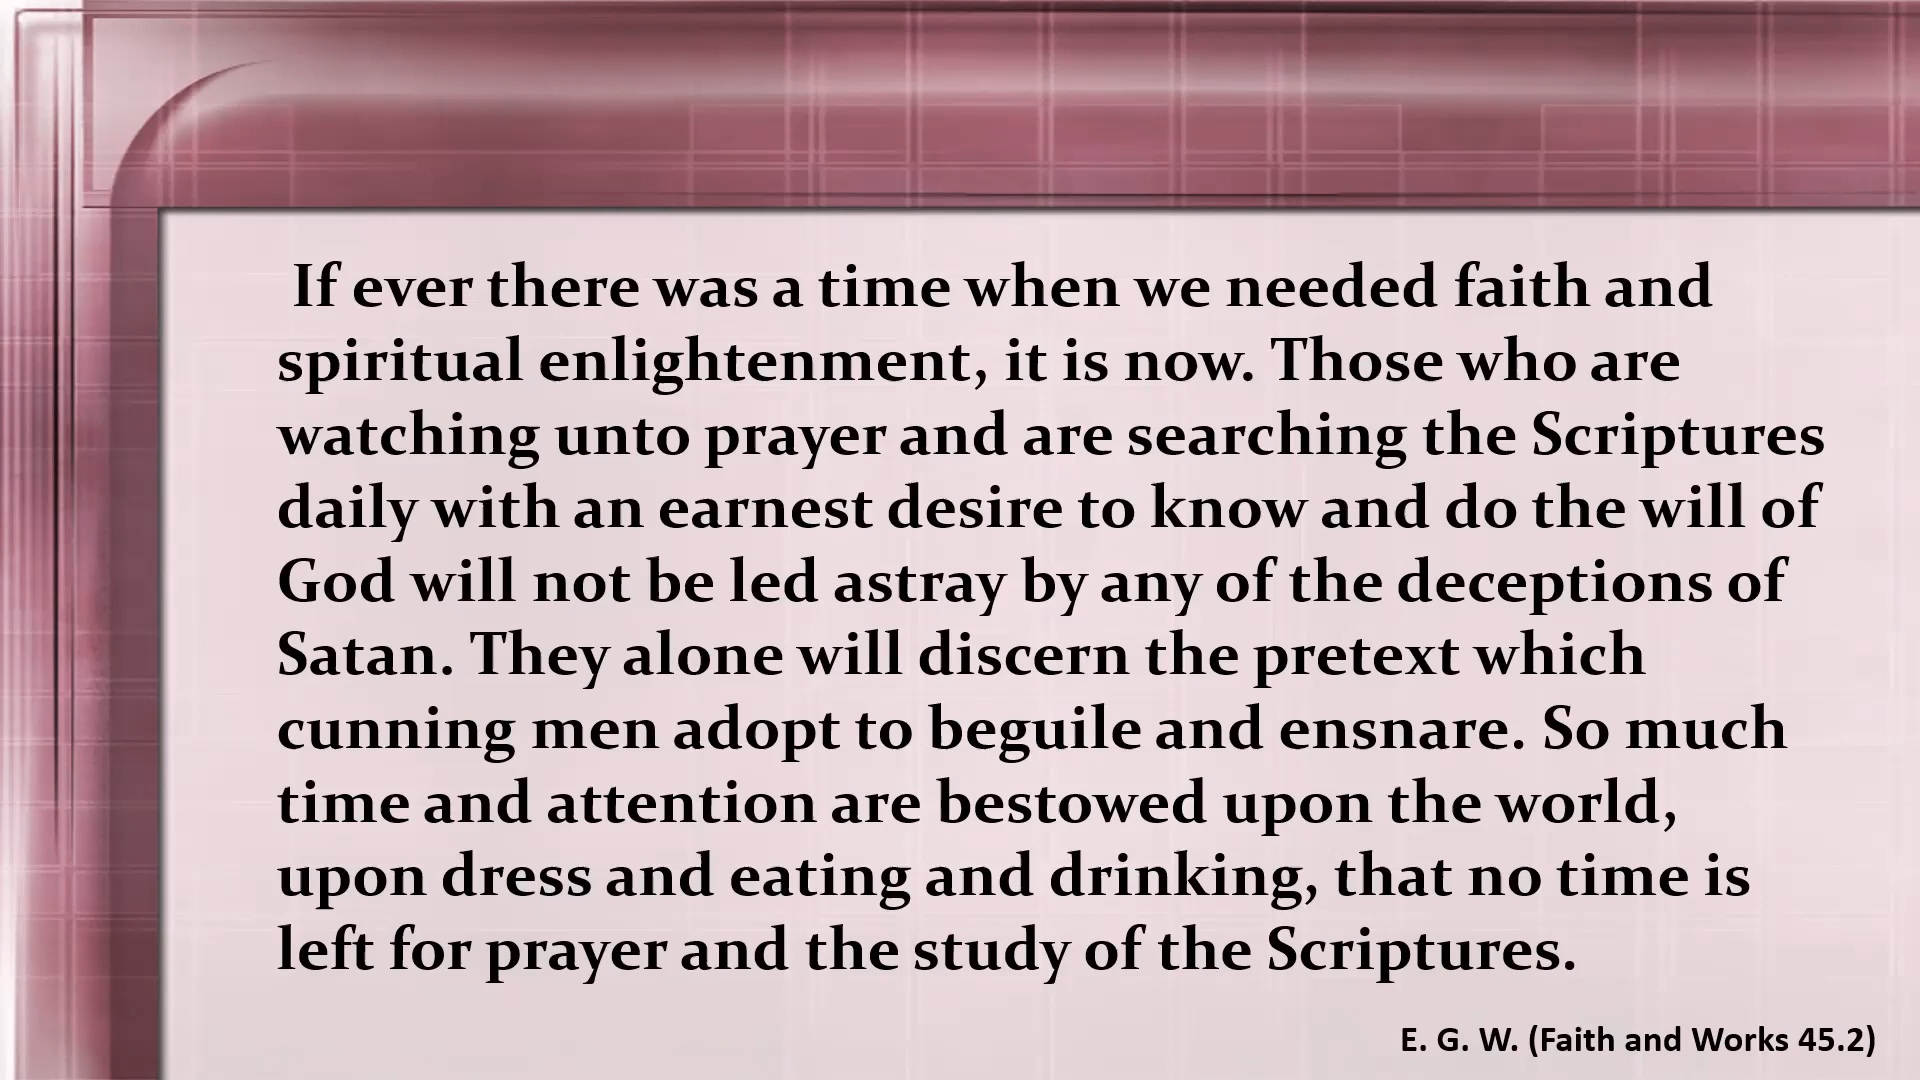 If ever there was a time when we needed faith and
spiritual enlightenment, it is now. Those who are
watching unto prayer and are searching the Scriptures
daily with an earnest desire to know and do the will of
God will not be led astray by any of the deceptions of
Satan. They alone will discern the pretext which
cunning men adopt to beguile and ensnare. So much
time and attention are bestowed upon the world,
upon dress and eating and drinking, that no time is
left for prayer and the study of the Scriptures.
E. G. W. (Faith and Works 45.2)